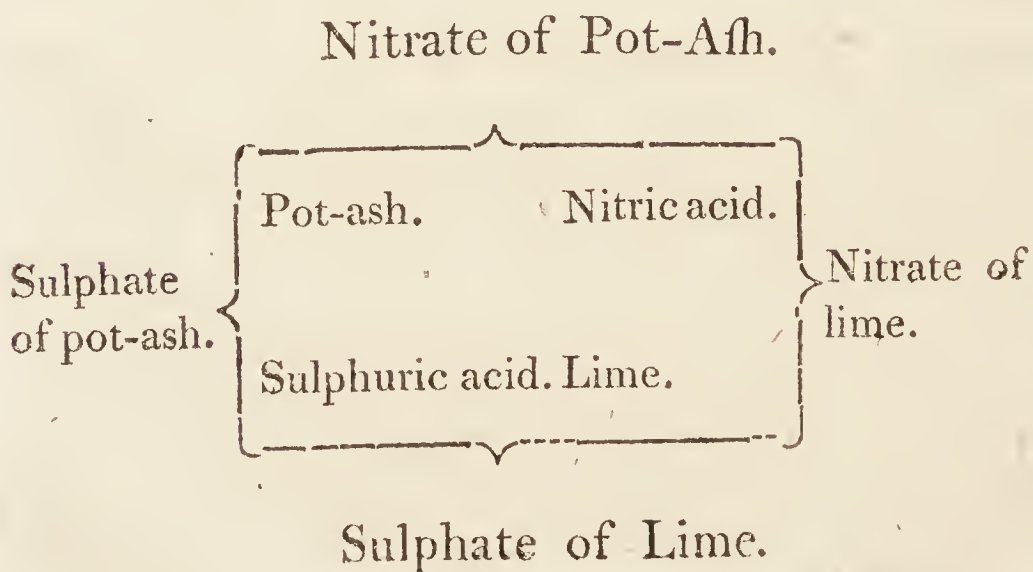 Nitrate of Pot-Aſh.
Pot-ash. Nitric acid.
Sulphate
of pot-ash.
Nitrate of
lime.
Sulphuric acid. Lime.
Sulphate of Lime.